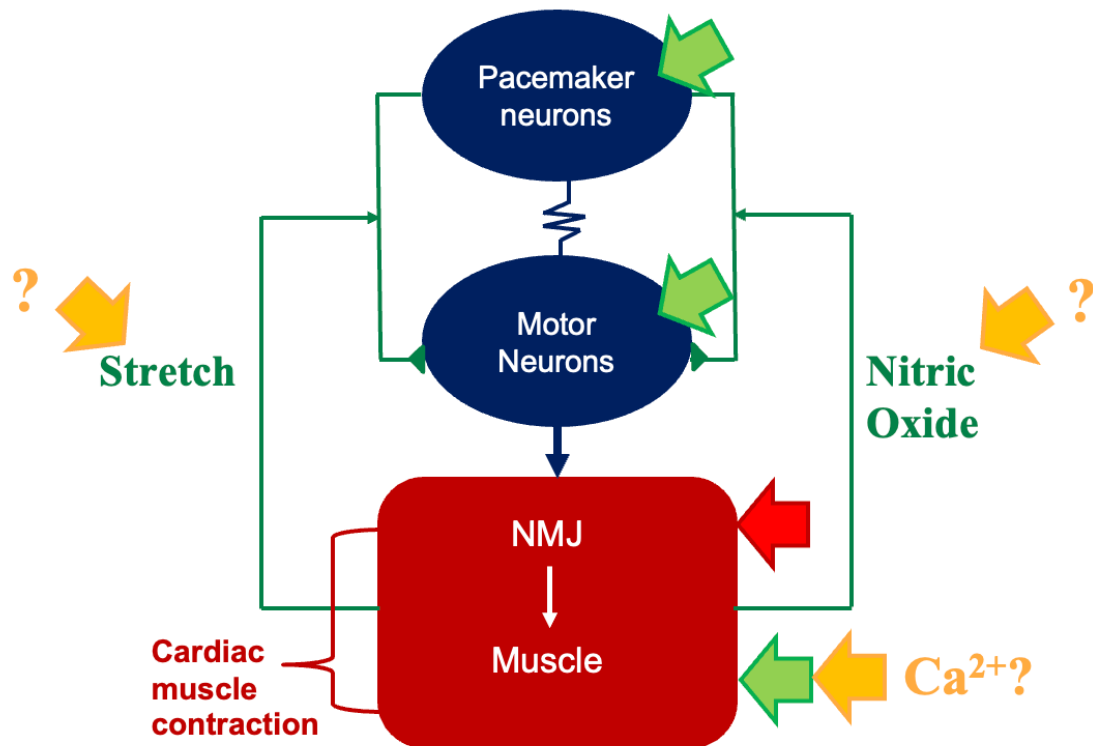 Pacemaker
neurons
?
?
Motor
Neurons
Stretch
Nitric
Oxide
NMJ
Muscle
Cardiac
muscle
contraction
Ca²⁺?